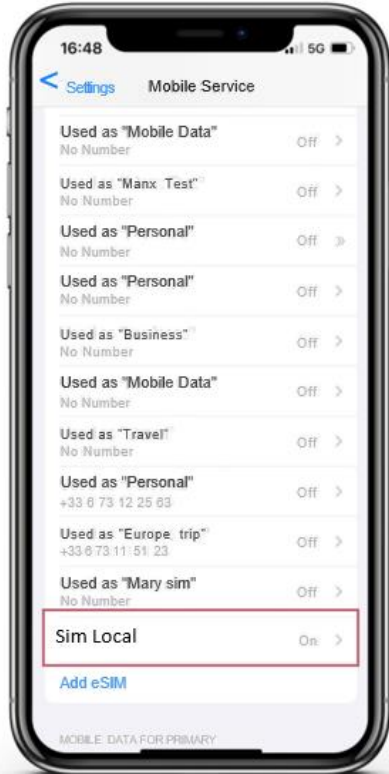 16:48
5G
Settings
Mobile Service
Used as "Mobile Data"
No Number
Off
Used as "Manx Test"
No Number
Off
Used as "Personal"
No Number
Off
Used as "Personal"
No Number
Off
Used as "Business"
No Number
Off
Used as "Mobile Data"
No Number
Off
Used as "Travel"
No Number
Off
Used as "Personal"
+33 6 73 12 25 63
Off
Used as "Europe trip"
+33 6 73 11 51 23
Off
Used as "Mary sim"
No Number
Off
Sim Local
On
Add eSIM
MOBILE DATA FOR PRIMARY